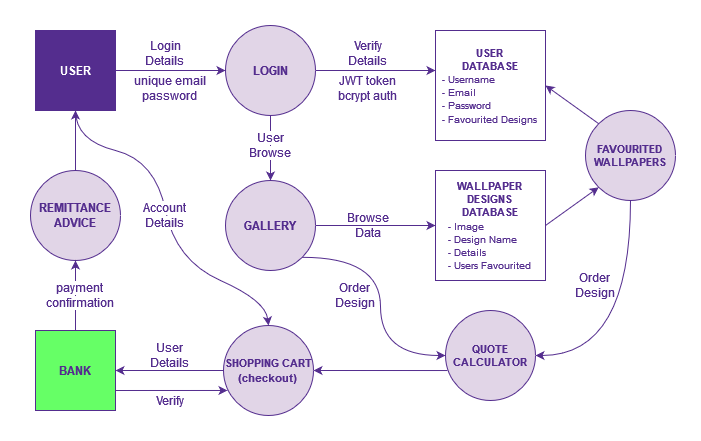 USER
Login
Details
unique email
password
LOGIN
Verify
Details
JWT token
bcrypt auth
USER
DATABASE
- Username
- Email
- Password
- Favourited Designs
FAVOURITED
WALLPAPERS
User
Browse
REMITTANCE
ADVICE
Account
Details
GALLERY
Browse
Data
WALLPAPER
DESIGNS
DATABASE
- Image
- Design Name
- Details
- Users Favourited
payment
confirmation
Order
Design
Order
Design
BANK
User
Details
Verify
SHOPPING CART
(checkout)
QUOTE
CALCULATOR